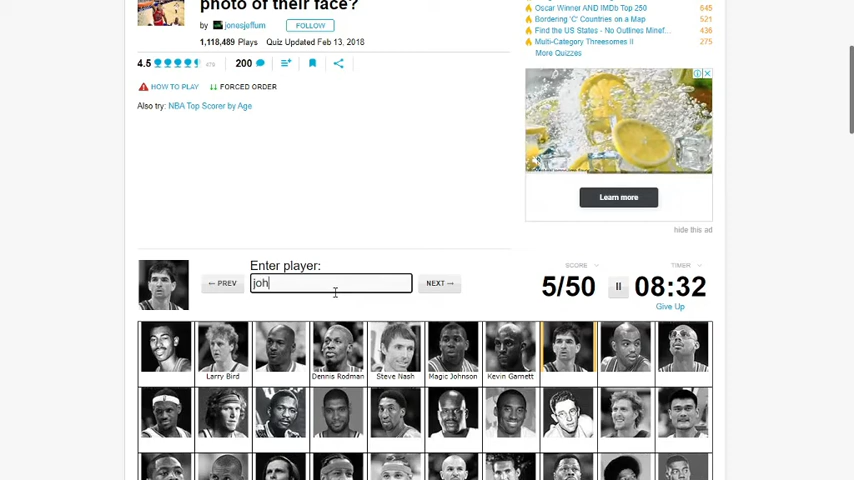 photo of their face?
by jonesjeffum FOLLOW
1,118,489 Plays Quiz Updated Feb 13, 2018
4.5 200
HOW TO PLAY FORCED ORDER
Also try: NBA Top Scorer by Age
Oscar Winner AND IMDb Top 250 645
Bordering 'C' Countries on a Map 521
Find the US States - No Outlines Minef... 436
Multi-Category Threesomes II 275
More Quizzes
Learn more
hide this ad
Enter player:
← PREV joh NEXT →
SCORE TIMER
5/50 08:32
Give Up
Larry Bird Dennis Rodman Steve Nash Magic Johnson Kevin Garnett